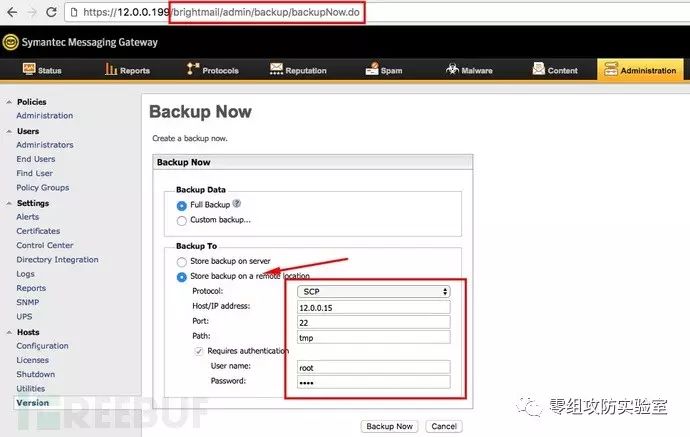 https://12.0.0.199/brightmail/admin/backup/backupNow.do
Symantec Messaging Gateway
Status Reports Protocols Reputation Spam Malware Content Administration
Policies
Administration
Users
Administrators
End Users
Find User
Policy Groups
Settings
Alerts
Certificates
Control Center
Directory Integration
Logs
Reports
SNMP
UPS
Hosts
Configuration
Licenses
Shutdown
Utilities
Version
Backup Now
Create a backup now.
Backup Now
Backup Data
Full Backup ?
Custom backup...
Backup To
Store backup on server
Store backup on a remote location
Protocol: SCP
Host/IP address: 12.0.0.15
Port: 22
Path: tmp
Requires authentication
User name: root
Password: ••••
Backup Now Cancel
REEBUF
零组攻防实验室